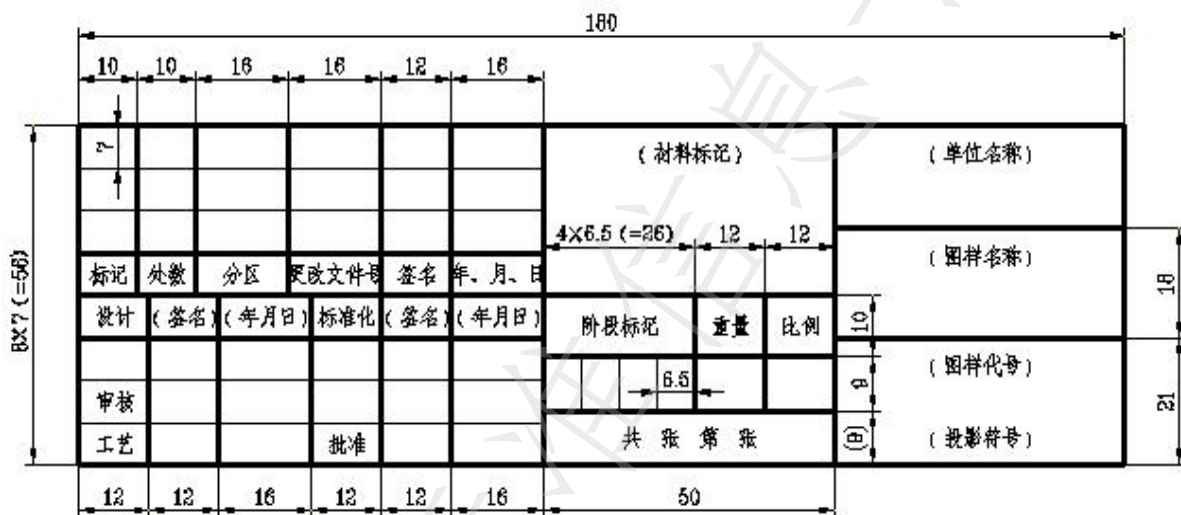 180
10 10 16 16 12 16
7
(材料标记) (单位名称)
4×6.5(=26) 12 12
(图样名称)
18
标记 处数 分区 更改文件号 签名 年、月、日
8×7(=56)
设计 (签名) (年月日) 标准化 (签名) (年月日)
阶段标记 重量 比例 10
6.5 9
(图样代号)
21
审核
工艺 批准
共 张 第 张 (9)
(投影符号)
12 12 16 12 12 16 50